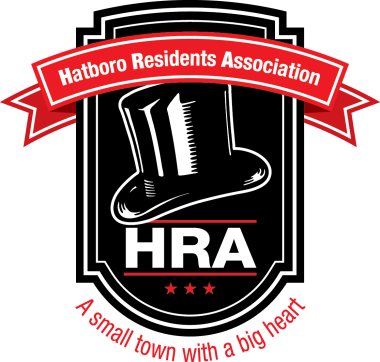 Hatboro Residents Association
HRA
A small town with a big heart